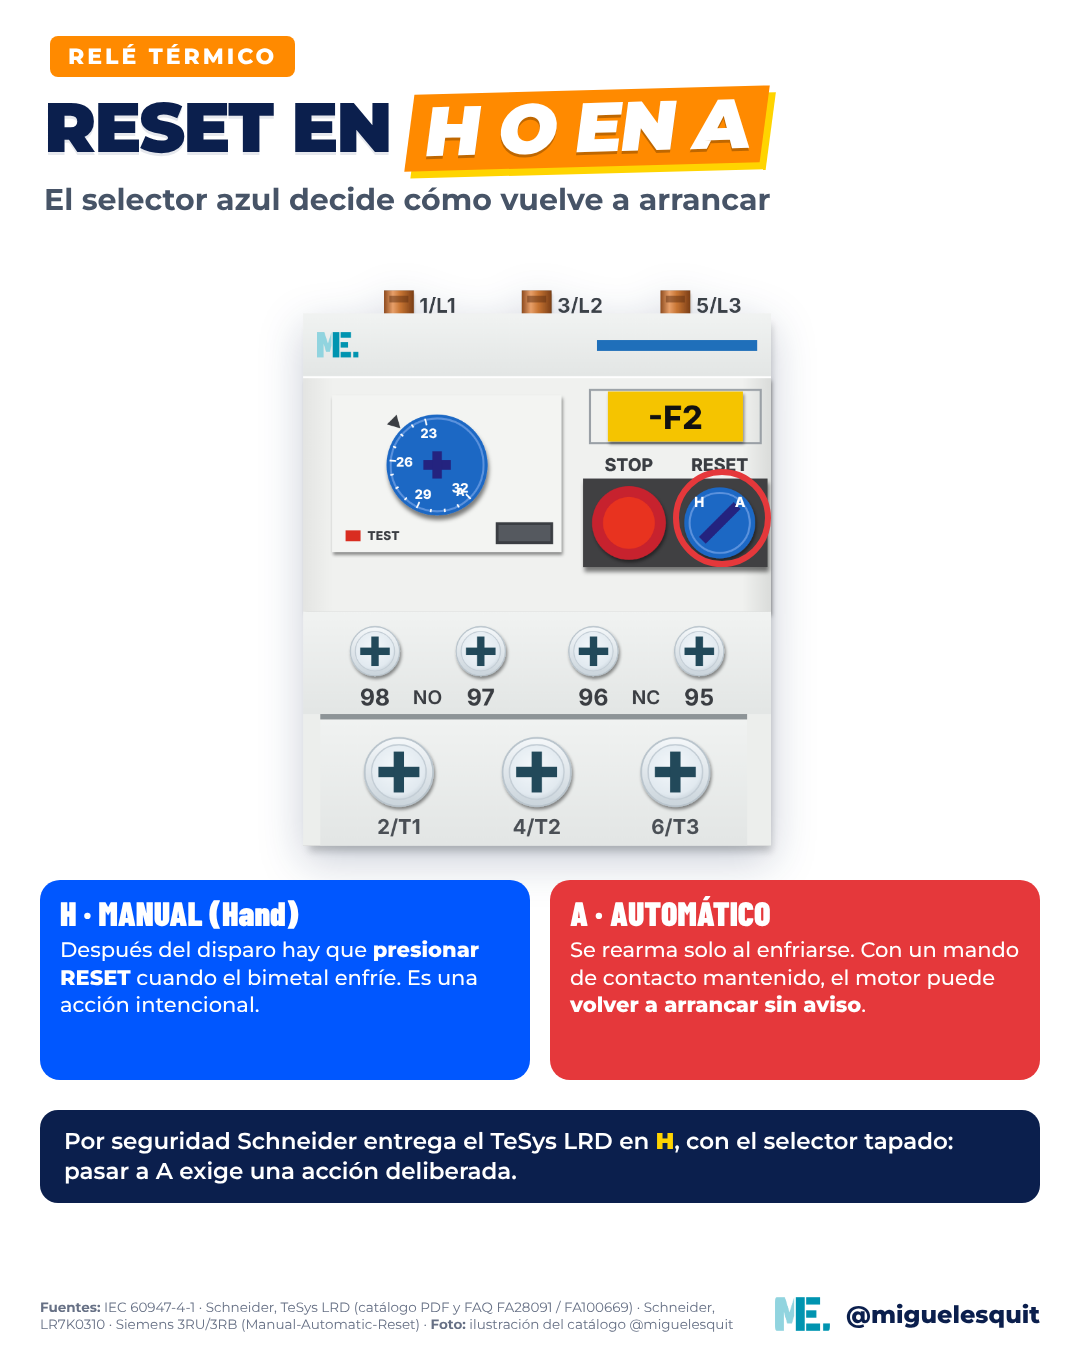 RELÉ TÉRMICO
RESET EN H O EN A
El selector azul decide cómo vuelve a arrancar
1/L1 3/L2 5/L3
ME.
-F2
23
26
29
32
STOP RESET
H A
TEST
98 NO 97 96 NC 95
2/T1 4/T2 6/T3
H · MANUAL (Hand)
Después del disparo hay que presionar
RESET cuando el bimetal enfríe. Es una
acción intencional.
A · AUTOMÁTICO
Se rearma solo al enfriarse. Con un mando
de contacto mantenido, el motor puede
volver a arrancar sin aviso.
Por seguridad Schneider entrega el TeSys LRD en H, con el selector tapado:
pasar a A exige una acción deliberada.
Fuentes: IEC 60947-4-1 · Schneider, TeSys LRD (catálogo PDF y FAQ FA28091 / FA100669) · Schneider,
LR7K0310 · Siemens 3RU/3RB (Manual-Automatic-Reset) · Foto: ilustración del catálogo @miguelesquit
ME. @miguelesquit